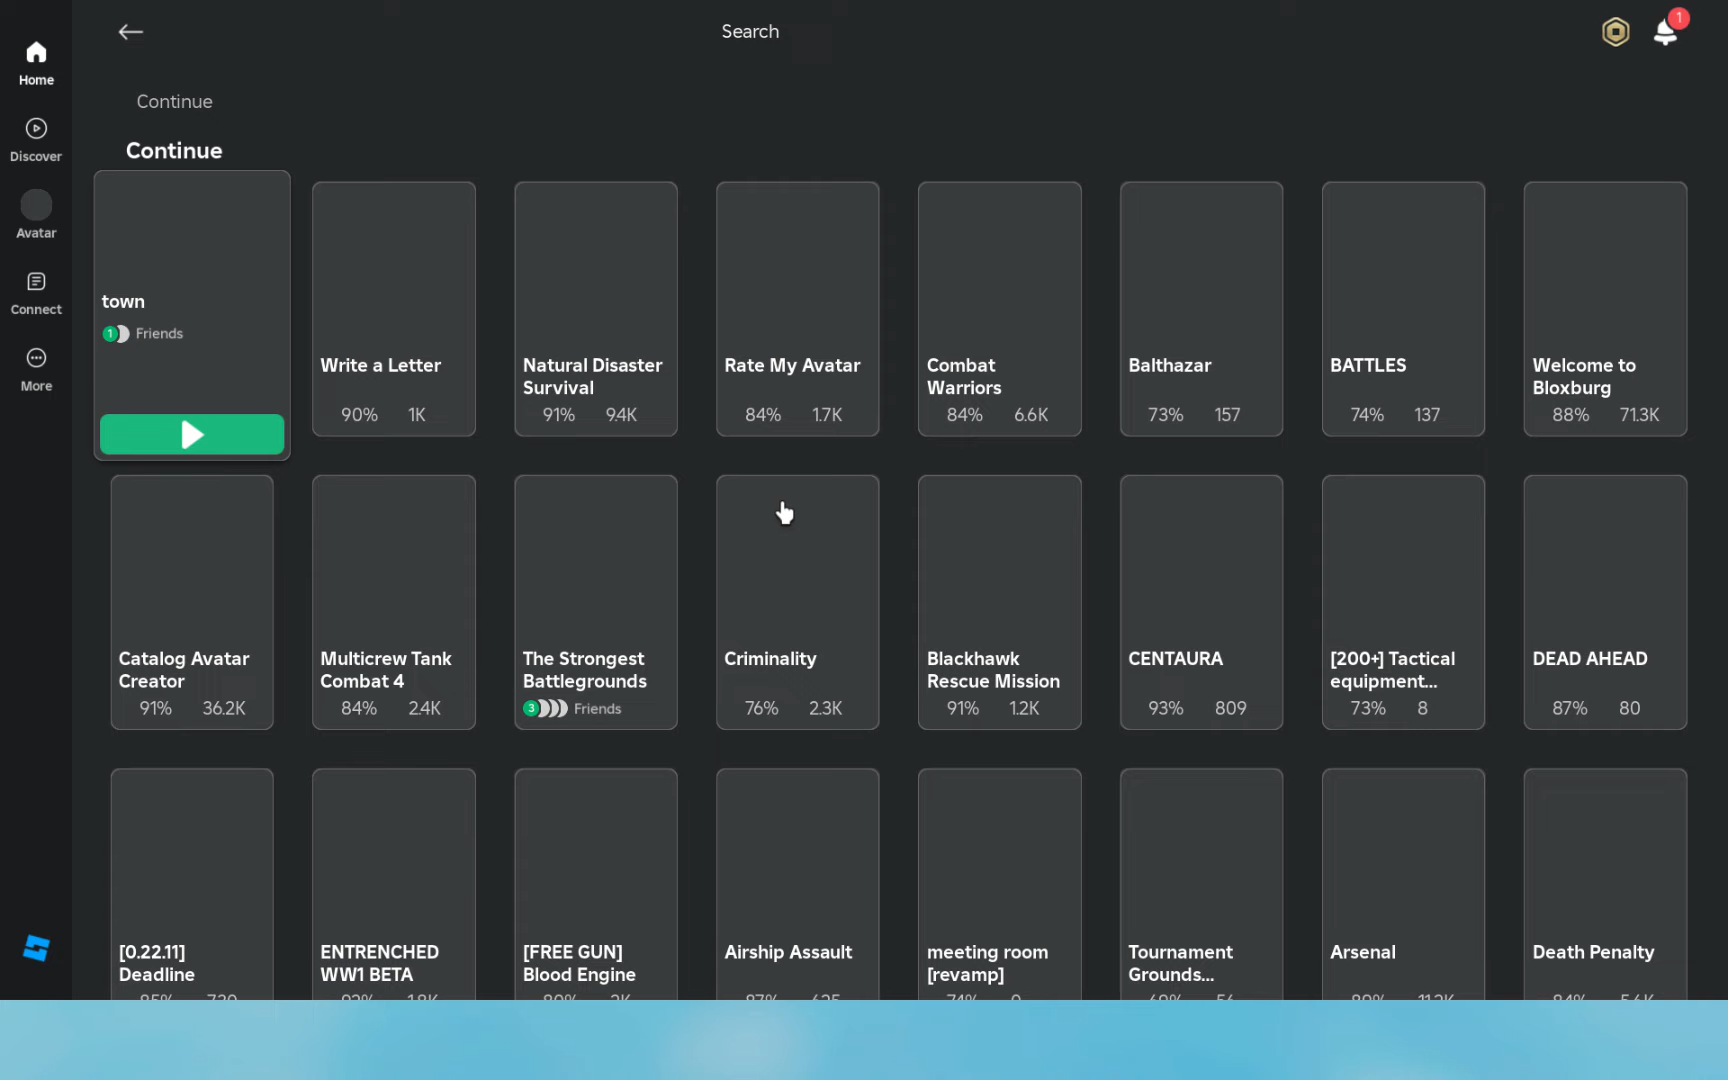 Search
1
Home
Discover
Avatar
Connect
More
Continue
Continue
town
1 Friends
Write a Letter
90% 1K
Natural Disaster
Survival
91% 9.4K
Rate My Avatar
84% 1.7K
Combat
Warriors
84% 6.6K
Balthazar
73% 157
BATTLES
74% 137
Welcome to
Bloxburg
88% 71.3K
Catalog Avatar
Creator
91% 36.2K
Multicrew Tank
Combat 4
84% 2.4K
The Strongest
Battlegrounds
3 Friends
Criminality
76% 2.3K
Blackhawk
Rescue Mission
91% 1.2K
CENTAURA
93% 809
[200+] Tactical
equipment...
73% 8
DEAD AHEAD
87% 80
[0.22.11]
Deadline
ENTRENCHED
WW1 BETA
[FREE GUN]
Blood Engine
Airship Assault
meeting room
[revamp]
Tournament
Grounds...
Arsenal
Death Penalty